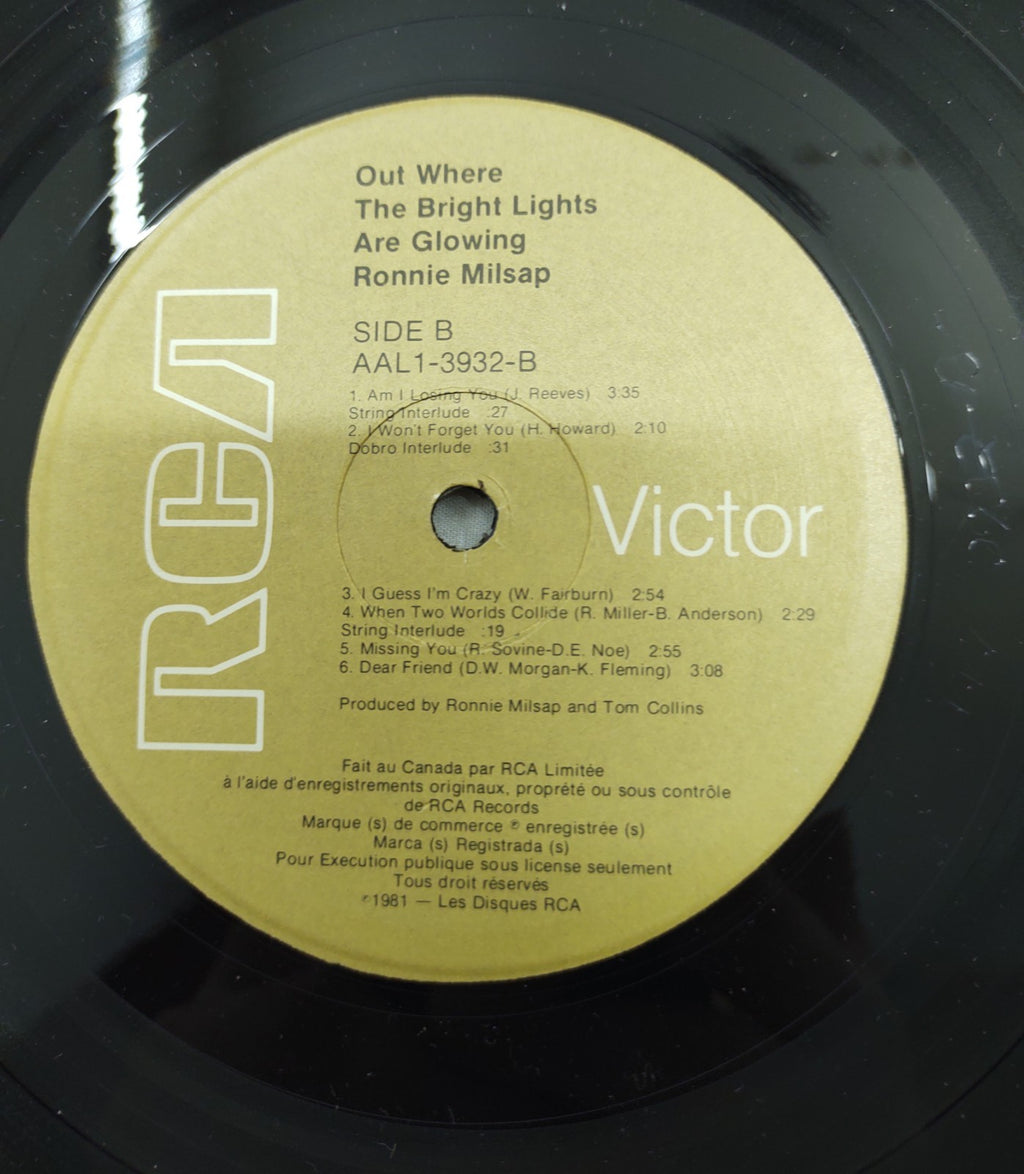 Out Where
The Bright Lights
Are Glowing
Ronnie Milsap
SIDE B
AAL1-3932-B
1. Am I Losing You (J. Reeves) 3:35
String Interlude :27
2. I Won't Forget You (H. Howard) 2:10
Dobro Interlude :31
RCA
Victor
3. I Guess I'm Crazy (W. Fairburn) 2:54
4. When Two Worlds Collide (R. Miller-B. Anderson) 2:29
String Interlude :19
5. Missing You (R. Sovine-D.E. Noe) 2:55
6. Dear Friend (D.W. Morgan-K. Fleming) 3:08
Produced by Ronnie Milsap and Tom Collins
Fait au Canada par RCA Limitée
à l'aide d'enregistrements originaux, proprété ou sous contrôle
de RCA Records
Marque (s) de commerce ® enregistrée (s)
Marca (s) Registrada (s)
Pour Execution publique sous license seulement
Tous droit réservés
℗1981 — Les Disques RCA